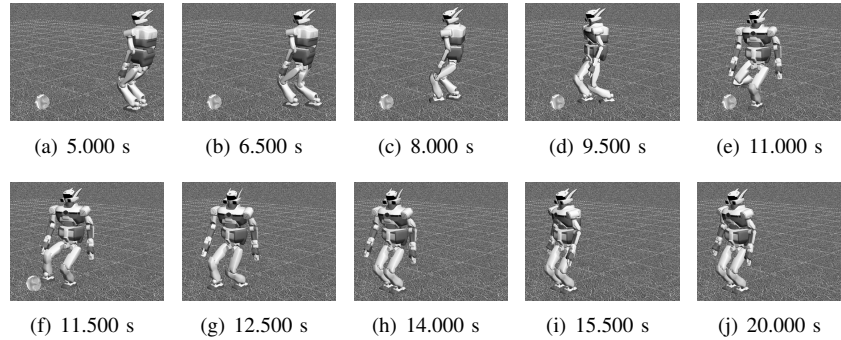 (a) 5.000 s (b) 6.500 s (c) 8.000 s (d) 9.500 s (e) 11.000 s
(f) 11.500 s (g) 12.500 s (h) 14.000 s (i) 15.500 s (j) 20.000 s